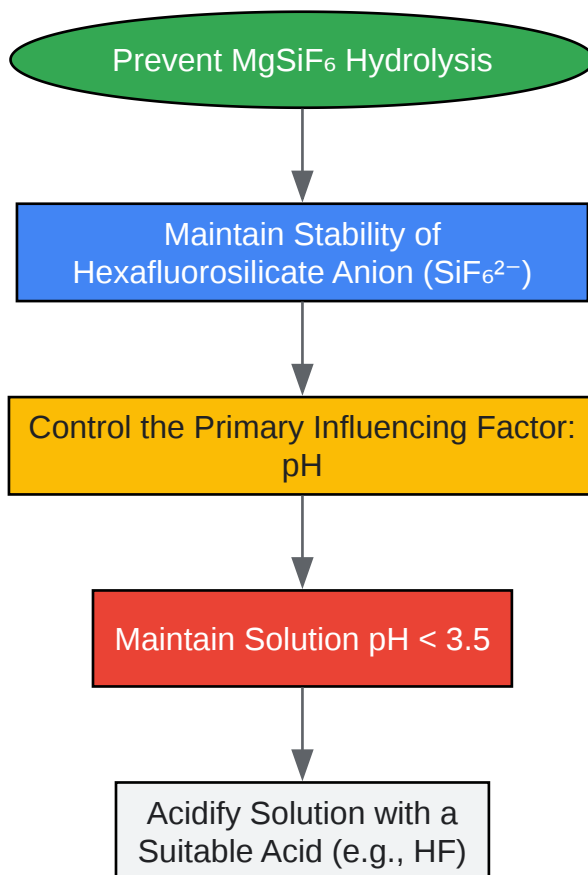 Prevent MgSiF₆ Hydrolysis
Maintain Stability of
Hexafluorosilicate Anion (SiF₆²⁻)
Control the Primary Influencing Factor:
pH
Maintain Solution pH < 3.5
Acidify Solution with a
Suitable Acid (e.g., HF)